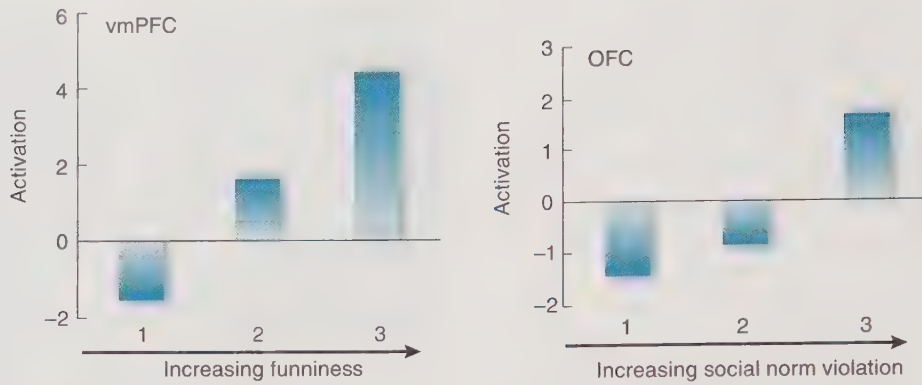 vmPFC
6
4
2
0
–2
Activation
1 2 3
Increasing funniness
OFC
3
2
1
0
–1
–2
Activation
1 2 3
Increasing social norm violation